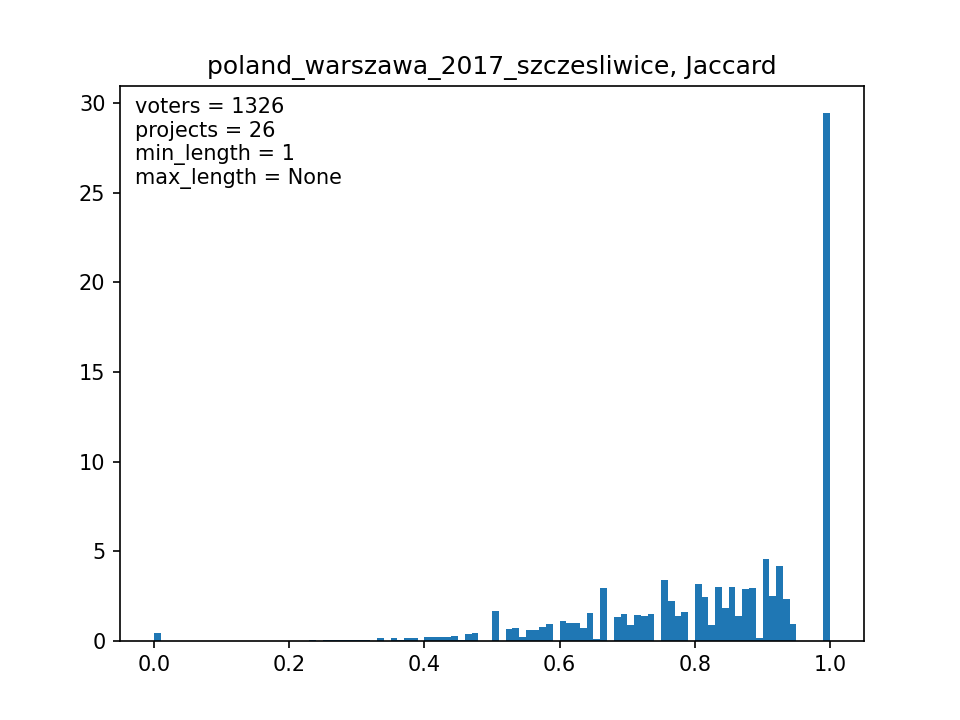 poland_warszawa_2017_szczesliwice, Jaccard
voters = 1326
projects = 26
min_length = 1
max_length = None
30
25
20
15
10
5
0
0.0 0.2 0.4 0.6 0.8 1.0